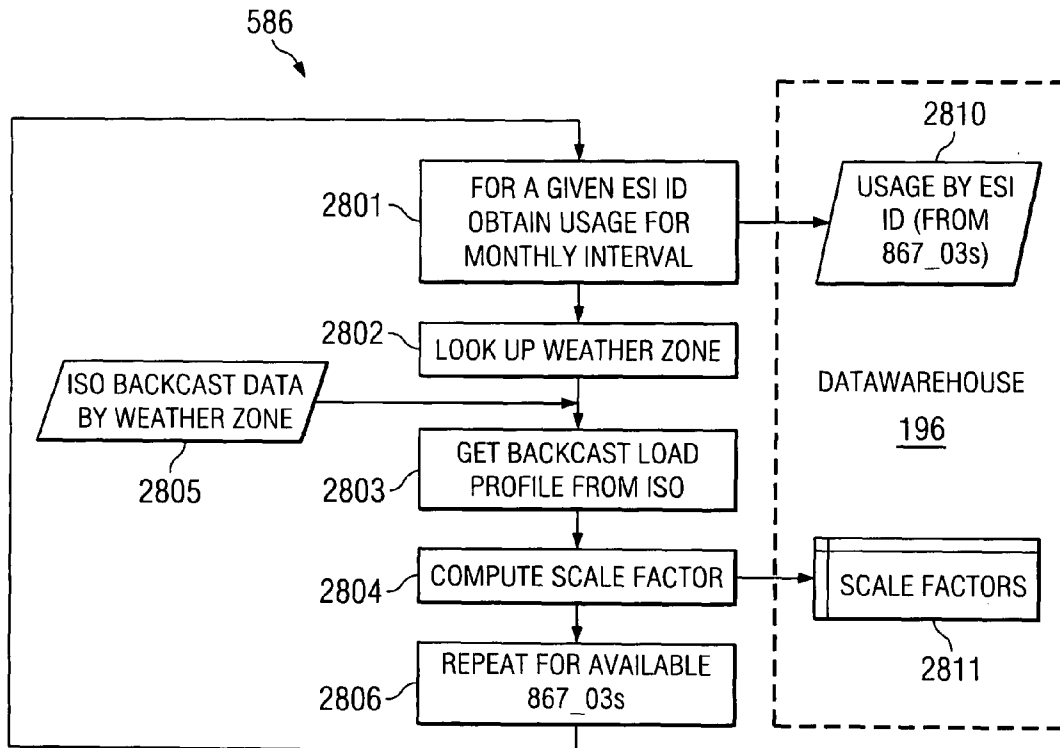 586
2801
FOR A GIVEN ESI ID
OBTAIN USAGE FOR
MONTHLY INTERVAL
2810
USAGE BY ESI
ID (FROM
867_03s)
2802
LOOK UP WEATHER ZONE
ISO BACKCAST DATA
BY WEATHER ZONE
2805
DATAWAREHOUSE
196
2803
GET BACKCAST LOAD
PROFILE FROM ISO
2804
COMPUTE SCALE FACTOR
SCALE FACTORS
2811
2806
REPEAT FOR AVAILABLE
867_03s